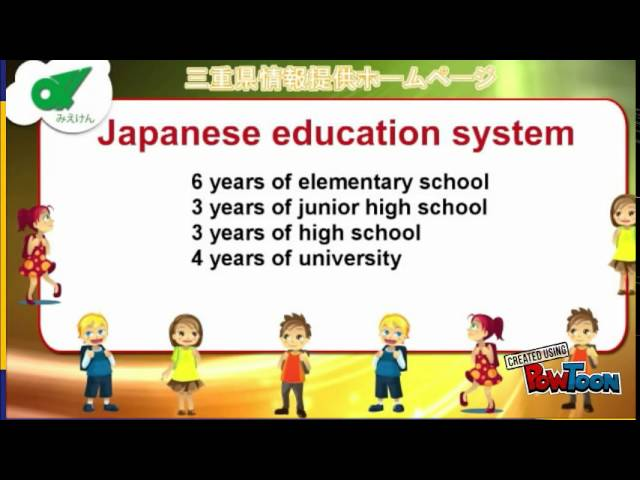 三重県情報提供ホームページ
みえけん
Japanese education system
6 years of elementary school
3 years of junior high school
3 years of high school
4 years of university
CREATED USING
POWTOON